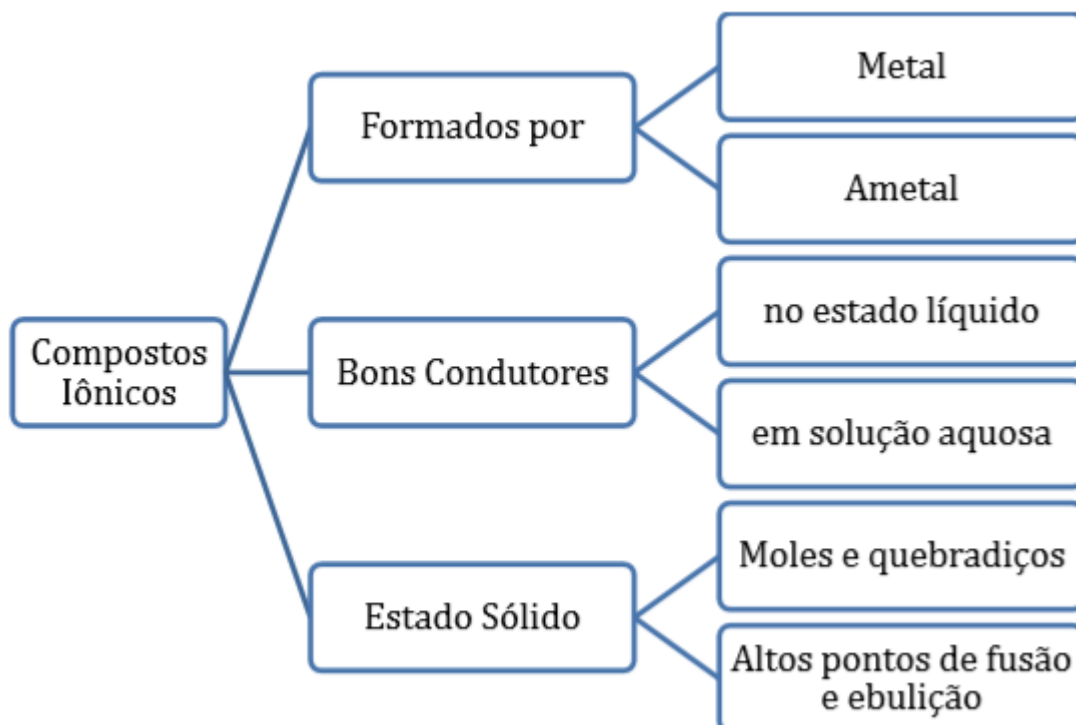 Compostos
Iônicos
Formados por
Metal
Ametal
Bons Condutores
no estado líquido
em solução aquosa
Estado Sólido
Moles e quebradiços
Altos pontos de fusão
e ebulição